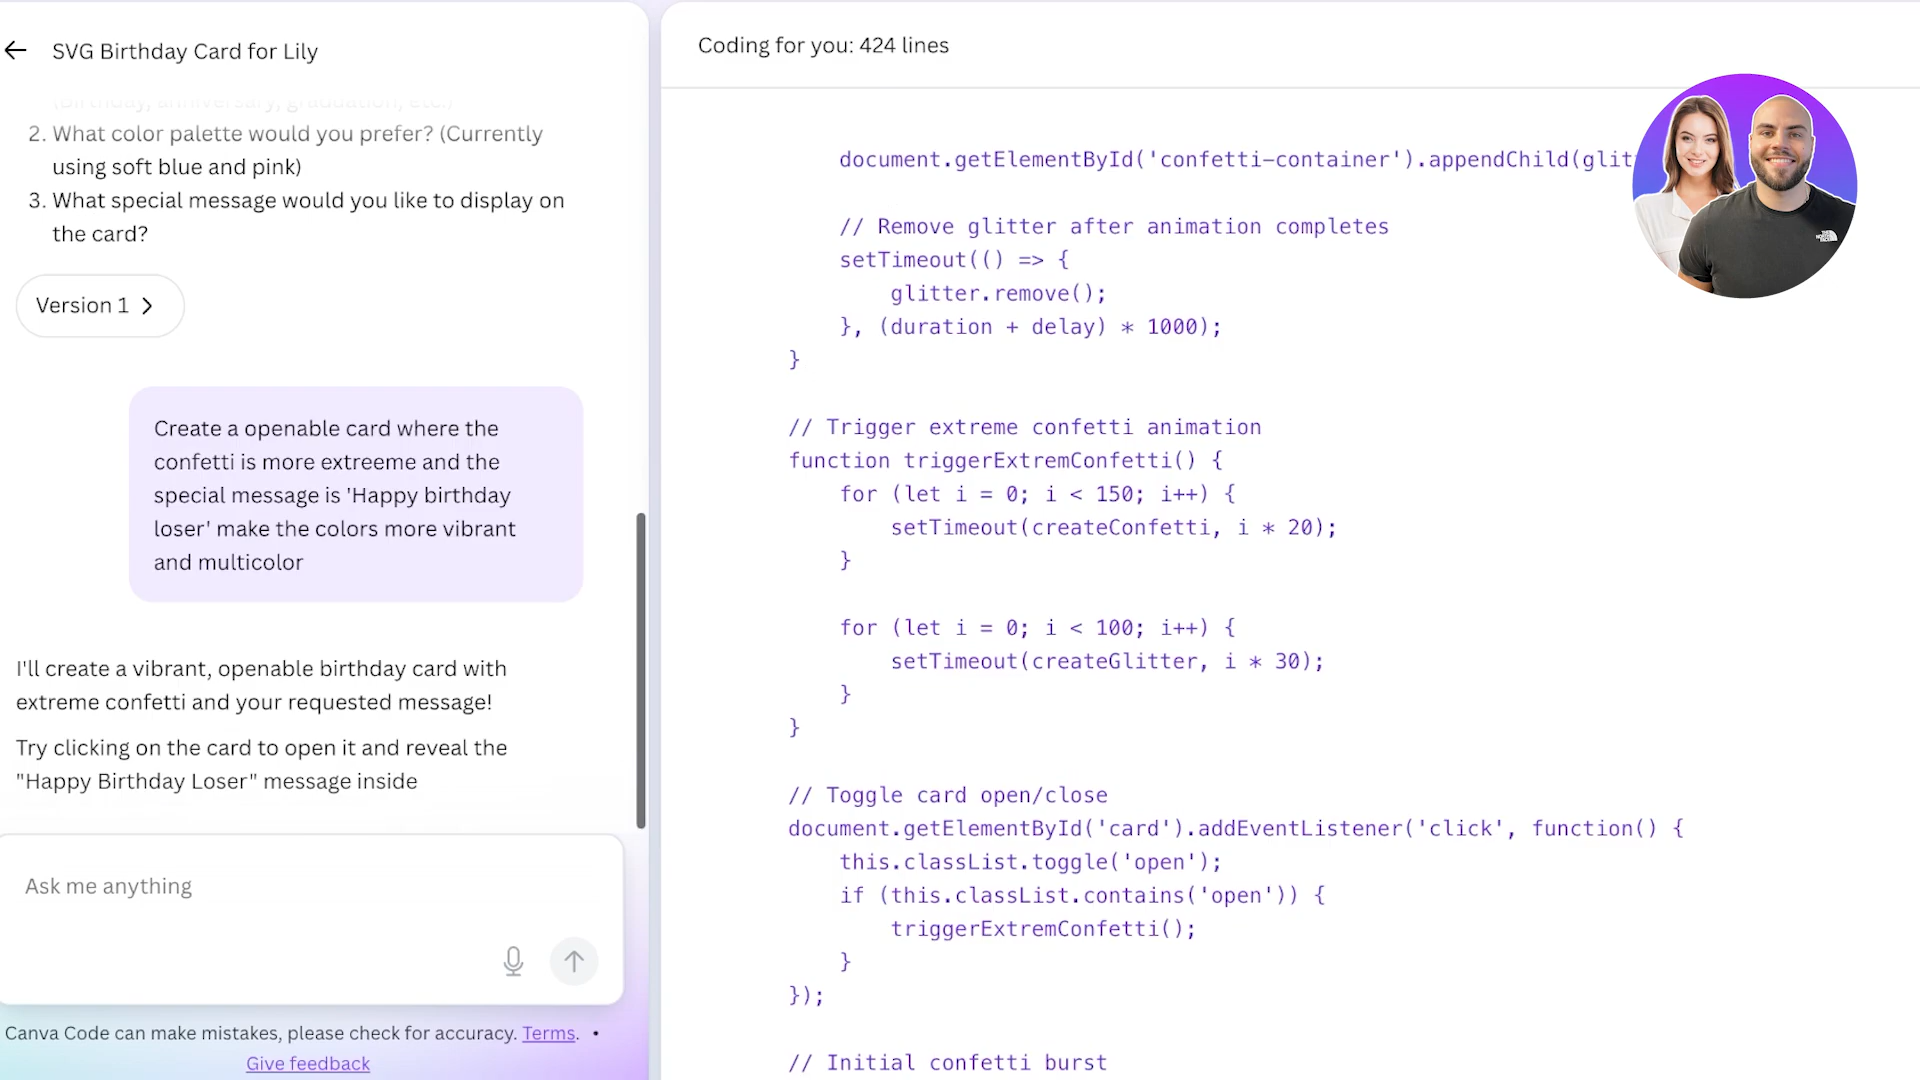 SVG Birthday Card for Lily
(Birthday, anniversary, graduation, etc.)
2. What color palette would you prefer? (Currently
using soft blue and pink)
3. What special message would you like to display on
the card?
Version 1
Create a openable card where the
confetti is more extreeme and the
special message is 'Happy birthday
loser' make the colors more vibrant
and multicolor
I'll create a vibrant, openable birthday card with
extreme confetti and your requested message!
Try clicking on the card to open it and reveal the
"Happy Birthday Loser" message inside
Ask me anything
Canva Code can make mistakes, please check for accuracy. Terms. •
Give feedback
Coding for you: 424 lines
document.getElementById('confetti-container').appendChild(glit
// Remove glitter after animation completes
setTimeout(() => {
glitter.remove();
}, (duration + delay) * 1000);
}
// Trigger extreme confetti animation
function triggerExtremConfetti() {
for (let i = 0; i < 150; i++) {
setTimeout(createConfetti, i * 20);
}
for (let i = 0; i < 100; i++) {
setTimeout(createGlitter, i * 30);
}
}
// Toggle card open/close
document.getElementById('card').addEventListener('click', function() {
this.classList.toggle('open');
if (this.classList.contains('open')) {
triggerExtremConfetti();
}
});
// Initial confetti burst
THE NORTH FACE